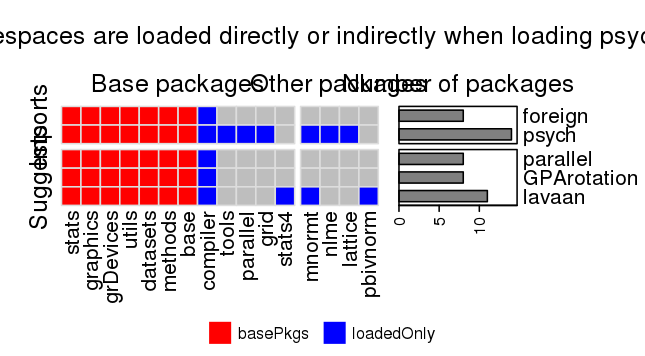 espaces are loaded directly or indirectly when loading psyc
Base packages
Other packages
Number of packages
Imports
Suggests
foreign
psych
parallel
GPArotation
lavaan
stats
graphics
grDevices
utils
datasets
methods
base
compiler
tools
parallel
grid
stats4
mnormt
nlme
lattice
pbivnorm
0
5
10
basePkgs
loadedOnly